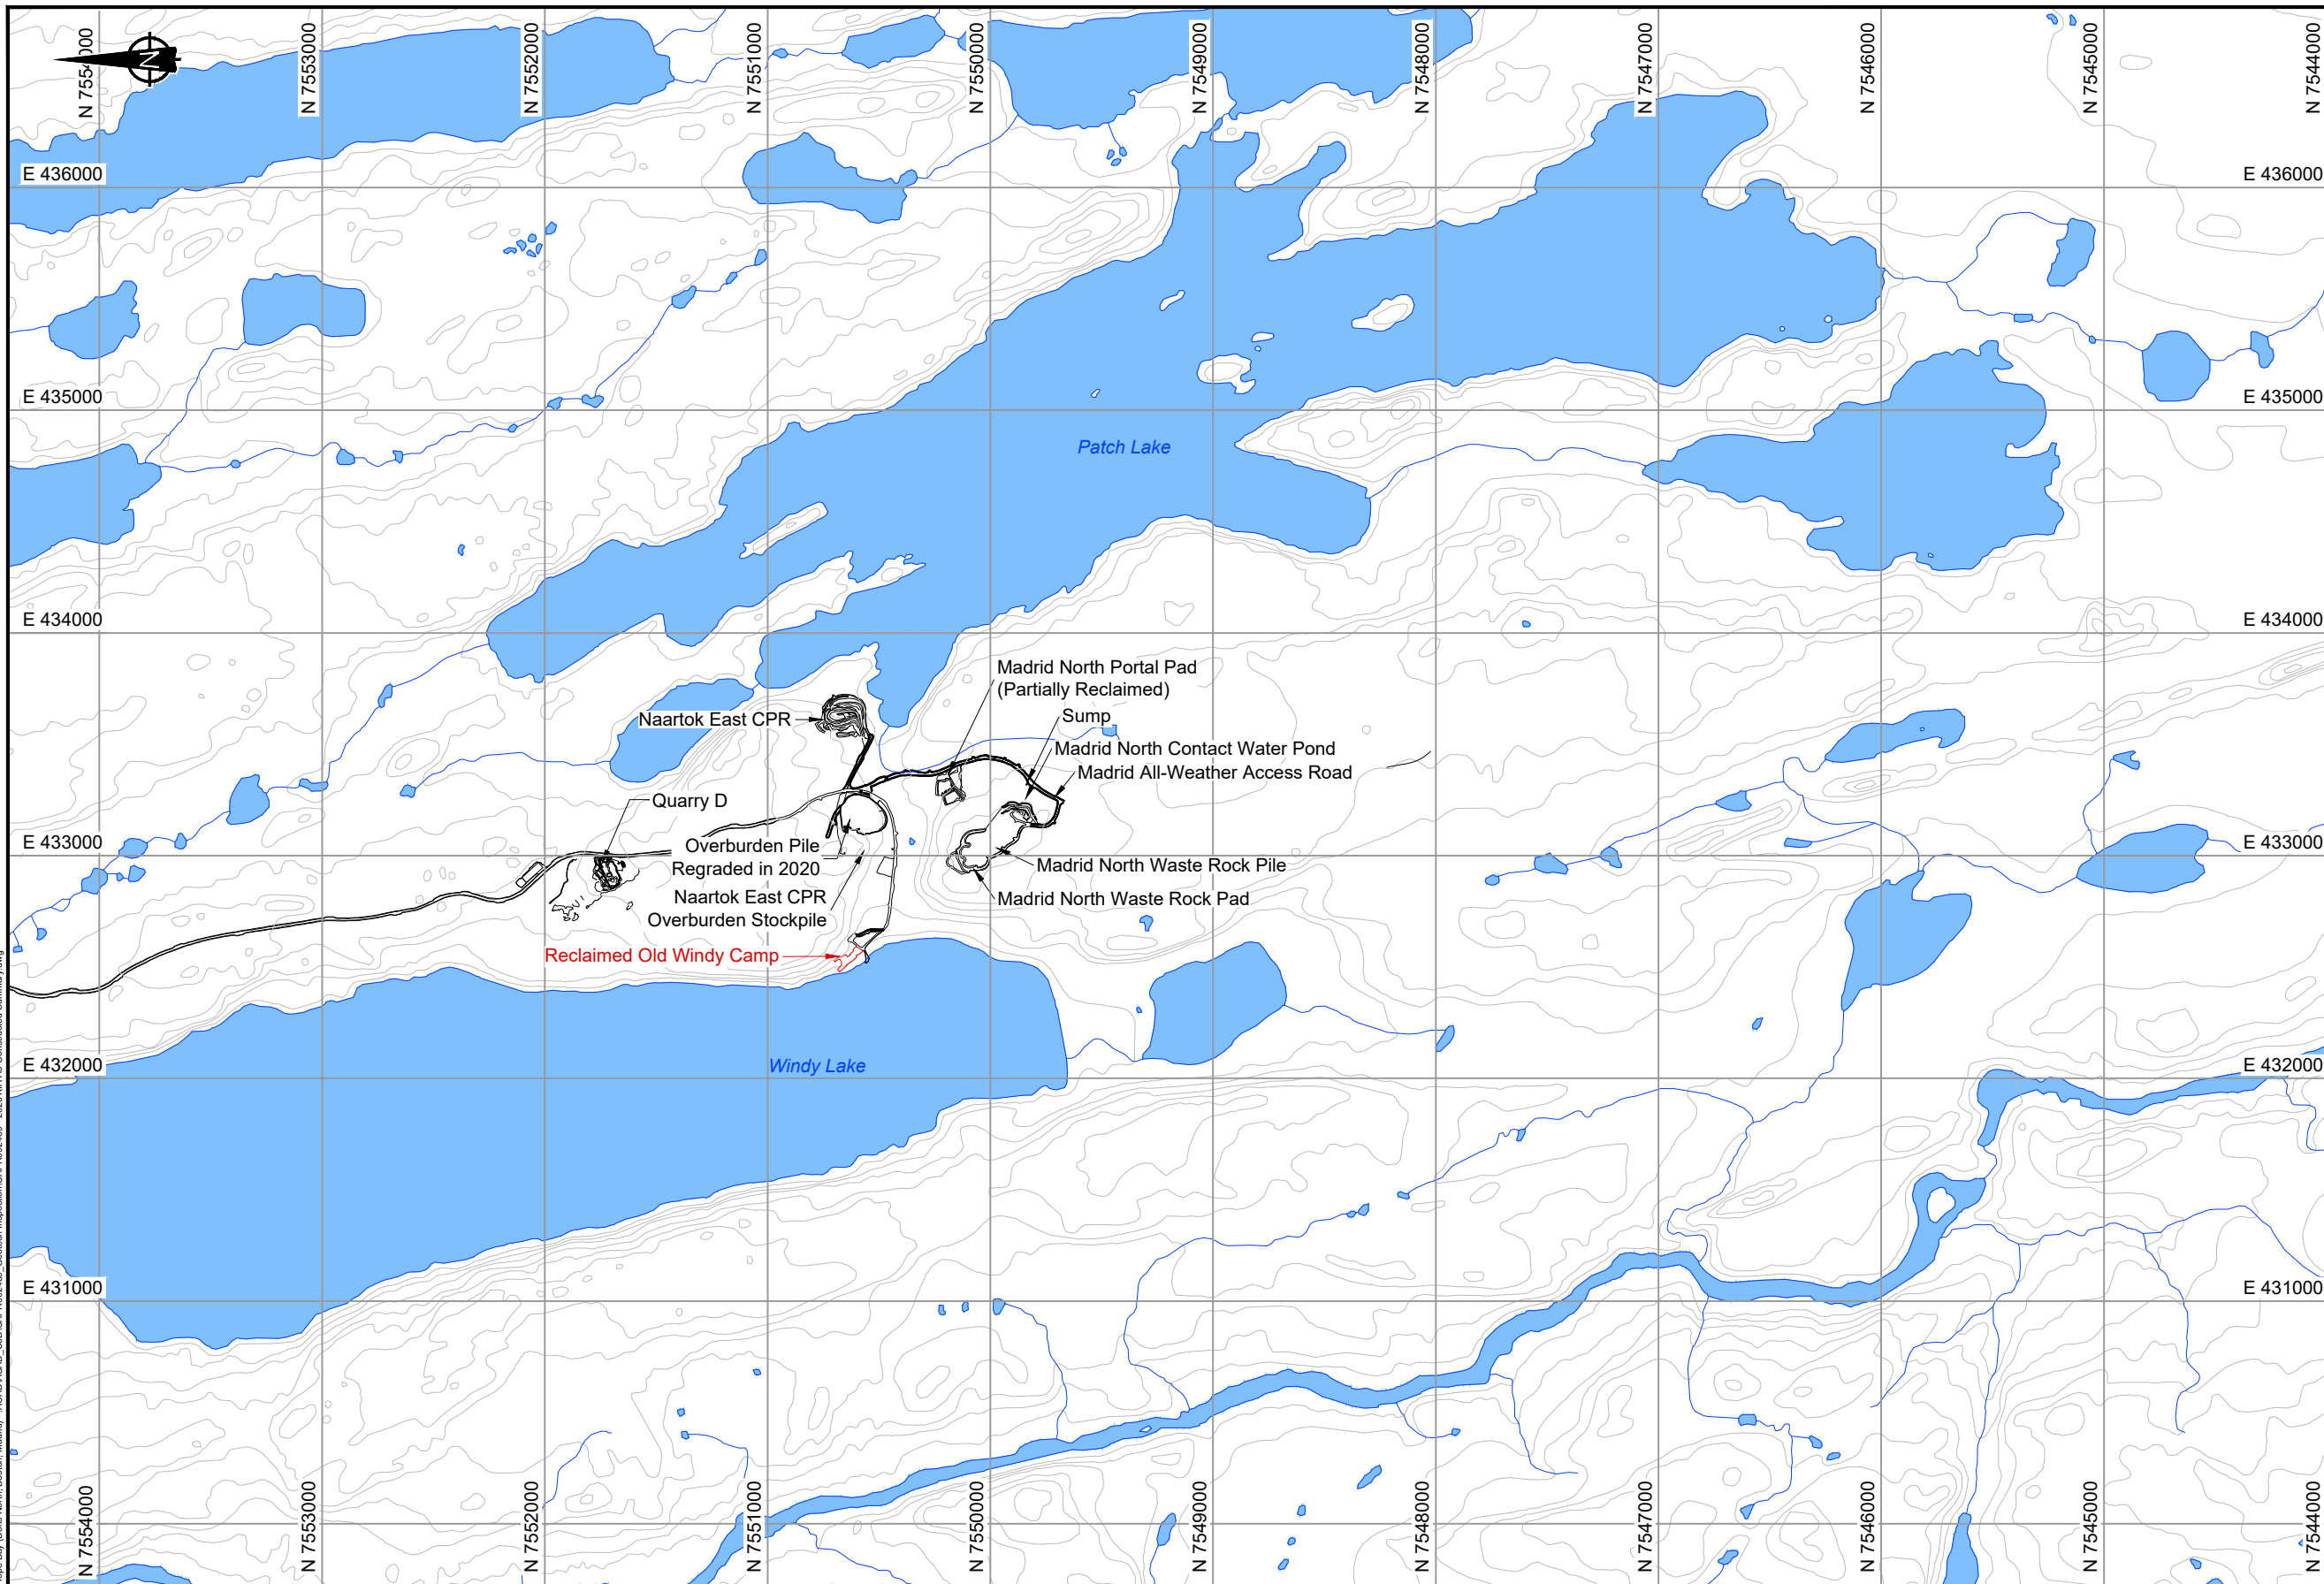 N 7553000
N 7552000
N 7551000
N 7550000
N 7549000
N 7548000
N 7547000
N 7546000
N 7545000
N 7544000
N
E 436000
E 436000
E 435000
E 435000
Patch Lake
E 434000
E 434000
Madrid North Portal Pad
(Partially Reclaimed)
Naartok East CPR
Sump
Madrid North Contact Water Pond
Madrid All-Weather Access Road
Quarry D
E 433000
E 433000
Overburden Pile
Regraded in 2020
Madrid North Waste Rock Pile
Naartok East CPR
Overburden Stockpile
Madrid North Waste Rock Pad
Reclaimed Old Windy Camp
E 432000
Windy Lake
E 432000
E 431000
E 431000
N 7554000
N 7553000
N 7552000
N 7551000
N 7550000
N 7549000
N 7548000
N 7547000
N 7546000
N 7545000
N 7544000